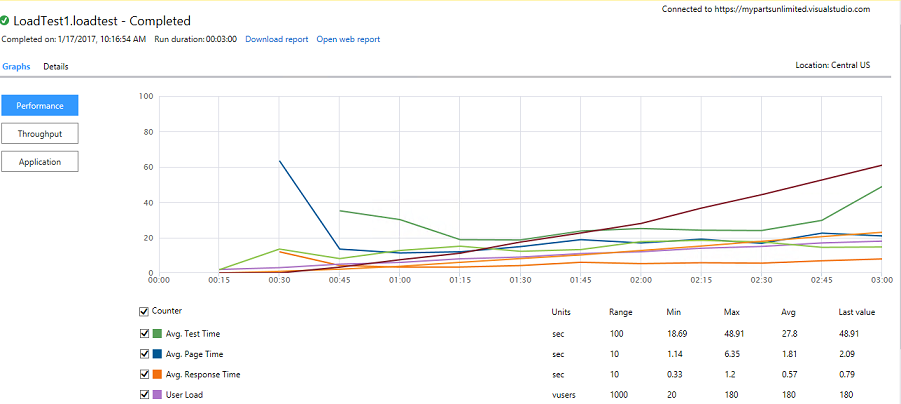 Connected to https://mypartsunlimited.visualstudio.com
LoadTest1.loadtest - Completed
Completed on: 1/17/2017, 10:16:54 AM Run duration: 00:03:00 Download report Open web report
Graphs Details Location: Central US
Performance
Throughput
Application
100
80
60
40
20
0
00:00 00:15 00:30 00:45 01:00 01:15 01:30 01:45 02:00 02:15 02:30 02:45 03:00
Counter Units Range Min Max Avg Last value
Avg. Test Time sec 100 18.69 48.91 27.8 48.91
Avg. Page Time sec 10 1.14 6.35 1.81 2.09
Avg. Response Time sec 10 0.33 1.2 0.57 0.79
User Load vusers 1000 20 180 180 180